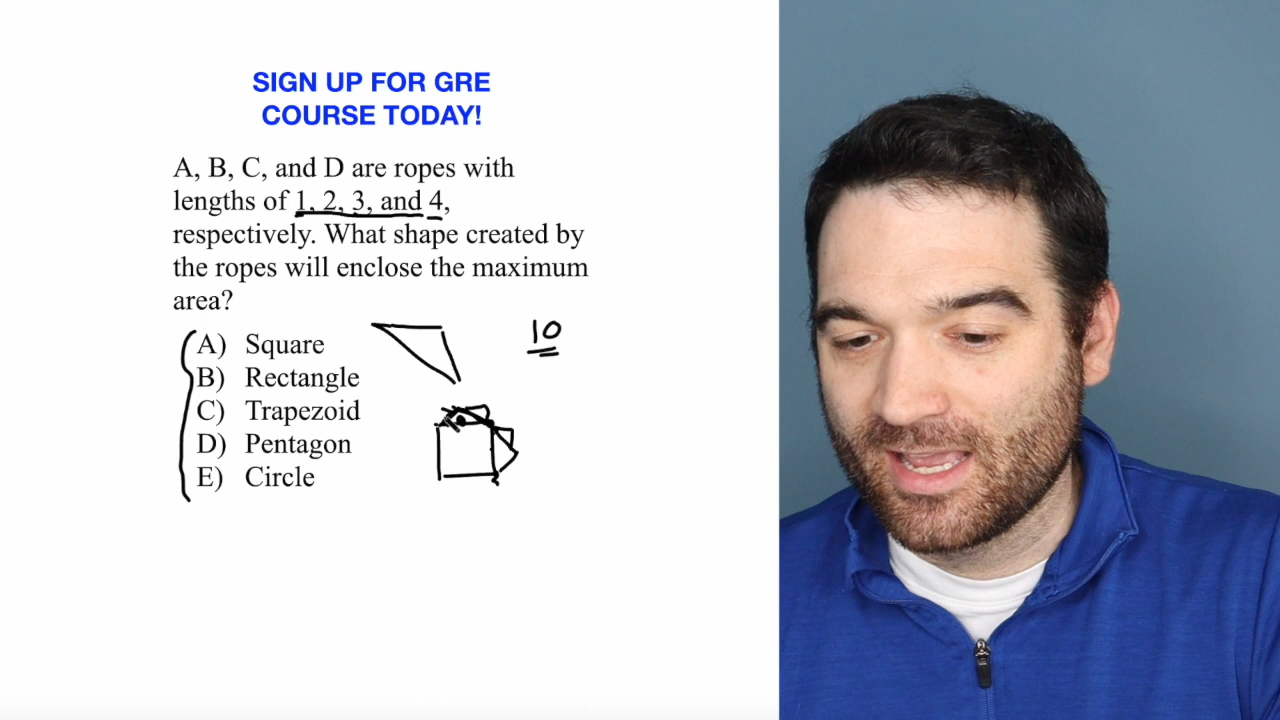 SIGN UP FOR GRE
COURSE TODAY!
A, B, C, and D are ropes with
lengths of 1, 2, 3, and 4,
respectively. What shape created by
the ropes will enclose the maximum
area?
A) Square
B) Rectangle
C) Trapezoid
D) Pentagon
E) Circle
10